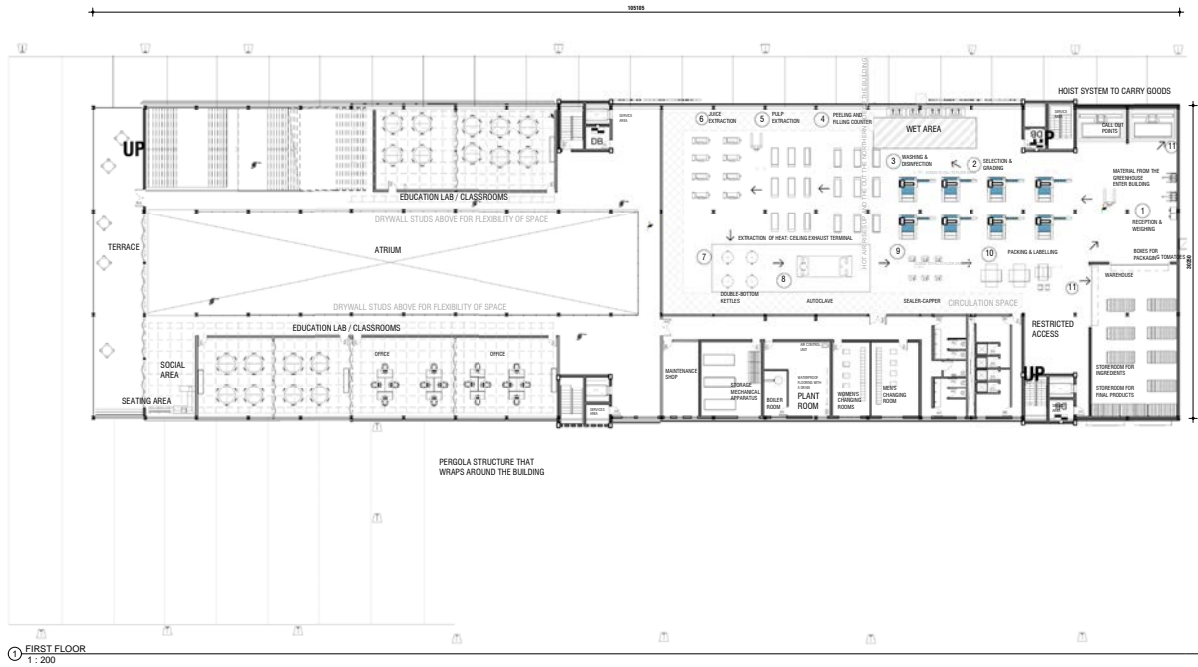 105105
HOIST SYSTEM TO CARRY GOODS
6 JUICE
EXTRACTION
5 PULP
EXTRACTION
4 PEELING AND
FILLING COUNTER
WET AREA
SERVICE
AREA
DB
UP
CALL OUT
POINTS
11
3 WASHING &
DISINFECTION
2 SELECTION &
GRADING
MATERIAL FROM THE
GREENHOUSE
ENTER BUILDING
1
RECEPTION &
WEIGHING
EDUCATION LAB / CLASSROOMS
DRYWALL STUDS ABOVE FOR FLEXIBILITY OF SPACE
TERRACE
ATRIUM
EXTRACTION OF HEAT: CEILING EXHAUST TERMINAL
7
8
9
10 PACKING & LABELLING
BOXES FOR
PACKAGING TOMATOES
WAREHOUSE
11
DOUBLE-BOTTOM
KETTLES
AUTOCLAVE
SEALER-CAPPER
CIRCULATION SPACE
DRYWALL STUDS ABOVE FOR FLEXIBILITY OF SPACE
EDUCATION LAB / CLASSROOMS
RESTRICTED
ACCESS
OFFICE
OFFICE
SOCIAL
AREA
SEATING AREA
MAINTENANCE
SHOP
STORAGE
MECHANICAL
APPARATUS
BOILER
ROOM
PLANT
ROOM
WOMEN'S
CHANGING
ROOMS
MEN'S
CHANGING
ROOM
UP
STOREROOM FOR
INGREDIENTS
STOREROOM FOR
FINAL PRODUCTS
SERVICE
AREA
PERGOLA STRUCTURE THAT
WRAPS AROUND THE BUILDING
1 FIRST FLOOR
1 : 200